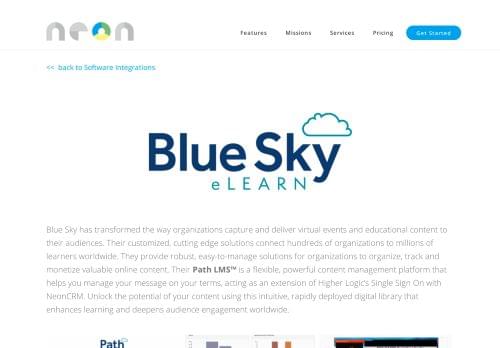 neon
Features Missions Services Pricing Get Started
<< back to Software Integrations
Blue Sky
eLEARN
Blue Sky has transformed the way organizations capture and deliver virtual events and educational content to
their audiences. Their customized, cutting edge solutions connect hundreds of organizations to millions of
learners worldwide. They provide robust, easy-to-manage solutions for organizations to organize, track and
monetize valuable online content. Their Path LMS™ is a flexible, powerful content management platform that
helps you manage your message on your terms, acting as an extension of Higher Logic's Single Sign On with
NeonCRM. Unlock the potential of your content using this intuitive, rapidly deployed digital library that
enhances learning and deepens audience engagement worldwide.
Path